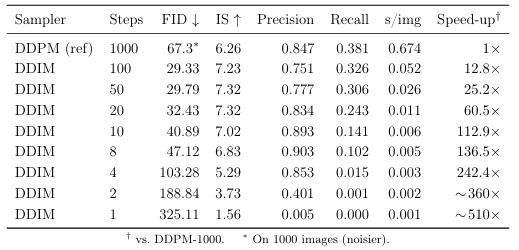 Sampler Steps FID ↓ IS ↑ Precision Recall s/img Speed-up†
DDPM (ref) 1000 67.3* 6.26 0.847 0.381 0.674 1×
DDIM 100 29.33 7.23 0.751 0.326 0.052 12.8×
DDIM 50 29.79 7.32 0.777 0.306 0.026 25.2×
DDIM 20 32.43 7.32 0.834 0.243 0.011 60.5×
DDIM 10 40.89 7.02 0.893 0.141 0.006 112.9×
DDIM 8 47.12 6.83 0.903 0.102 0.005 136.5×
DDIM 4 103.28 5.29 0.853 0.015 0.003 242.4×
DDIM 2 188.84 3.73 0.401 0.001 0.002 ~360×
DDIM 1 325.11 1.56 0.005 0.000 0.001 ~510×
† vs. DDPM-1000. * On 1000 images (noisier).